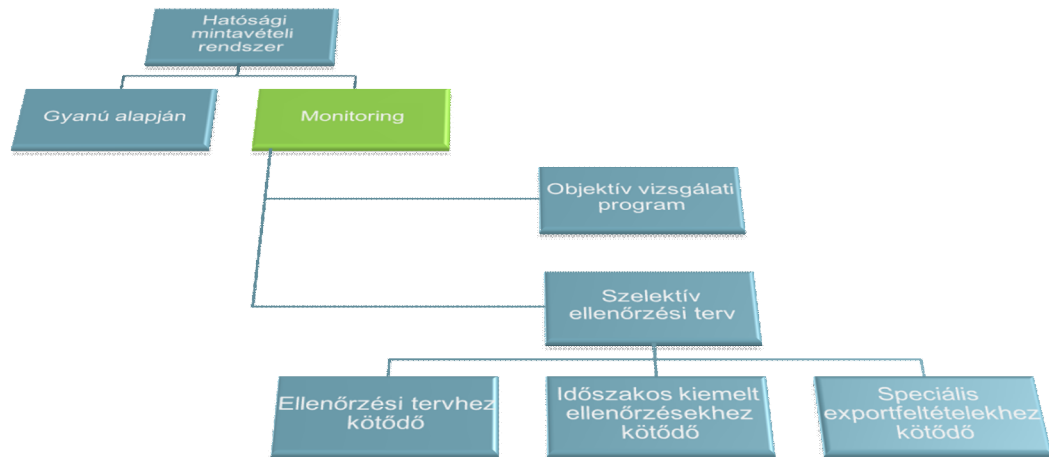 Hatósági
mintavételi
rendszer
Gyanú alapján
Monitoring
Objektív vizsgálati
program
Szelektív
ellenőrzési terv
Ellenőrzési tervhez
kötődő
Időszakos kiemelt
ellenőrzésekhez
kötődő
Speciális
exportfeltételekhez
kötődő